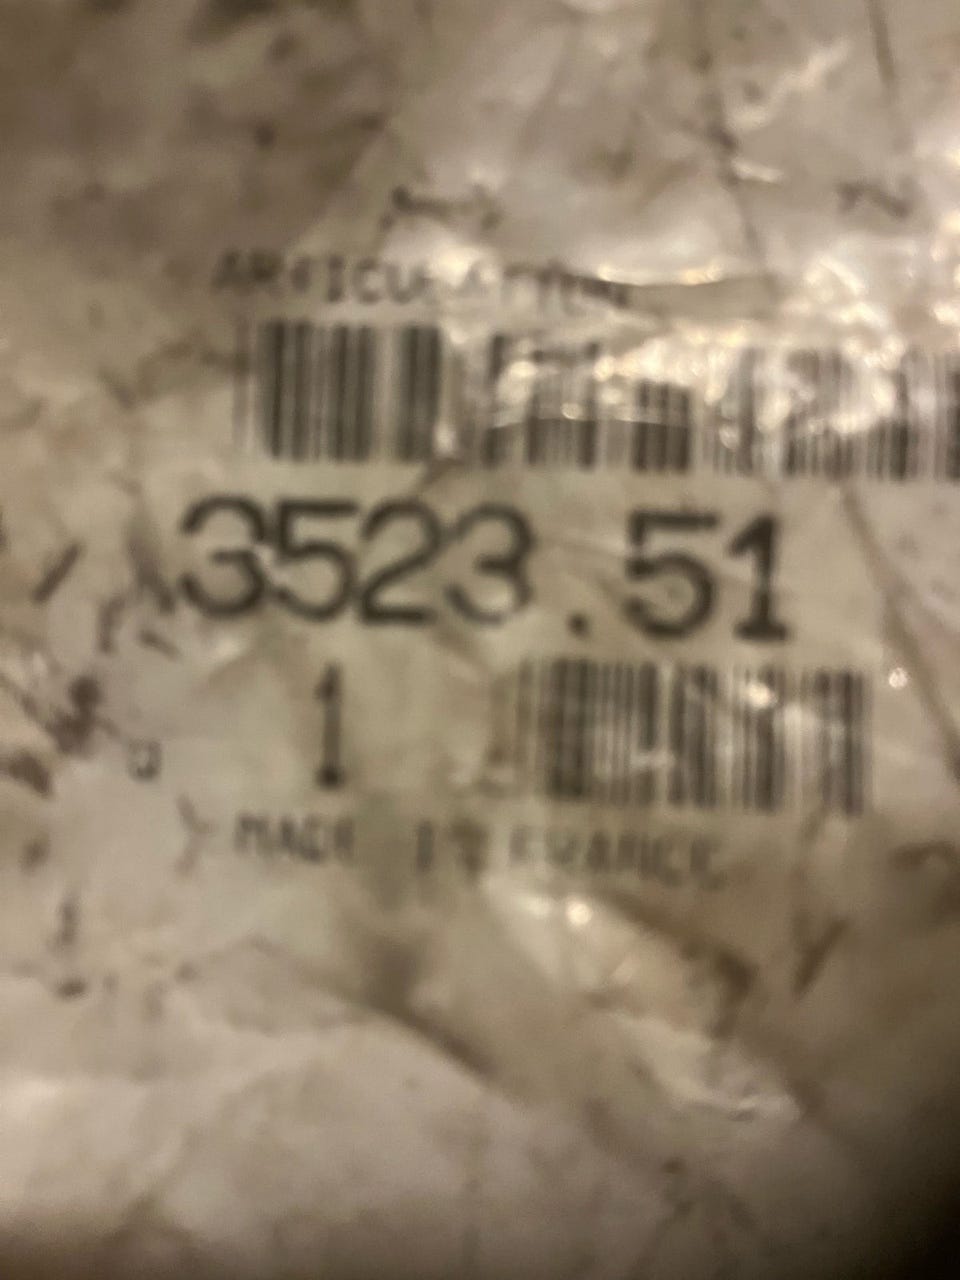 ARTICULATION
3523.51
1
MADE IN FRANCE